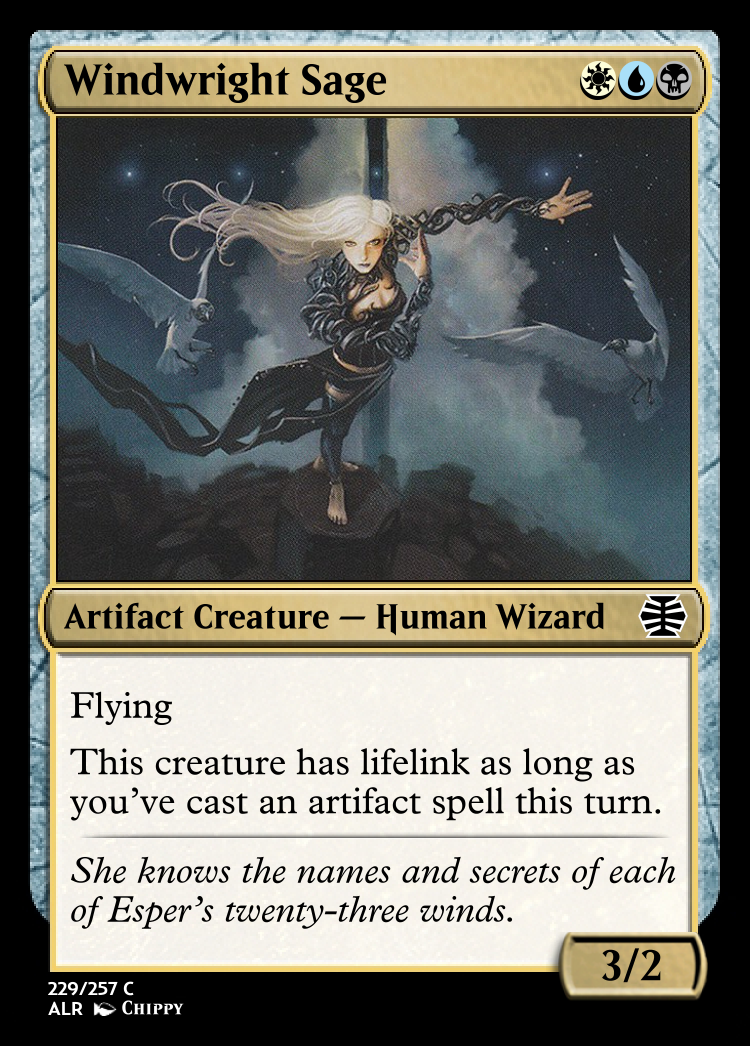 Windwright Sage
Artifact Creature — Human Wizard
Flying
This creature has lifelink as long as
you've cast an artifact spell this turn.
She knows the names and secrets of each
of Esper's twenty-three winds.
3/2
229/257 C
ALR Chippy